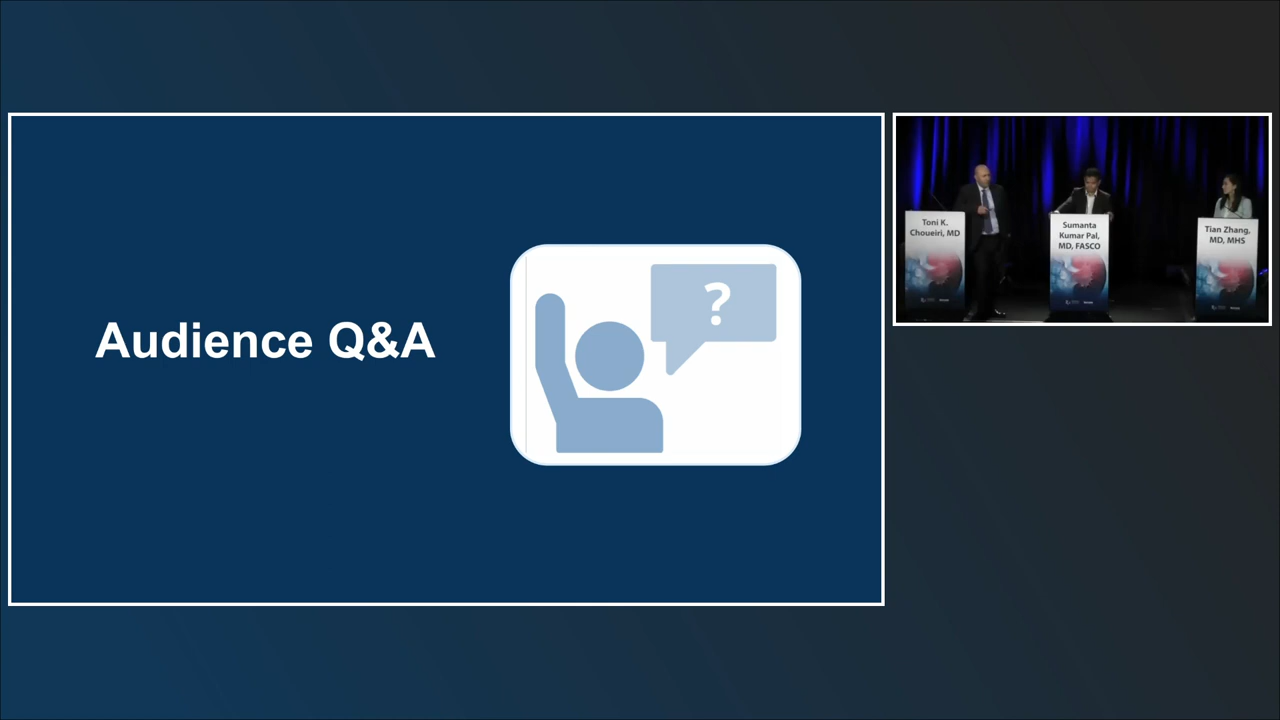 Audience Q&A
?
Toni K.
Choueiri, MD
Sumanta
Kumar Pal,
MD, FASCO
Tian Zhang,
MD, MHS